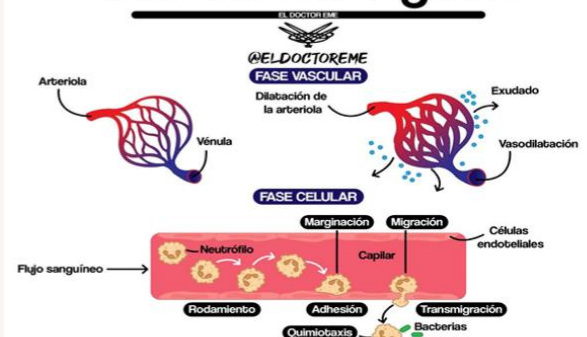 EL DOCTOR EME
@ELDOCTOREME
FASE VASCULAR
Arteriola
Vénula
Dilatación de
la arteriola
Exudado
Vasodilatación
FASE CELULAR
Marginación
Migración
Células
endoteliales
Neutrófilo
Capilar
Flujo sanguíneo
Rodamiento
Adhesión
Transmigración
Quimiotaxis
Bacterias